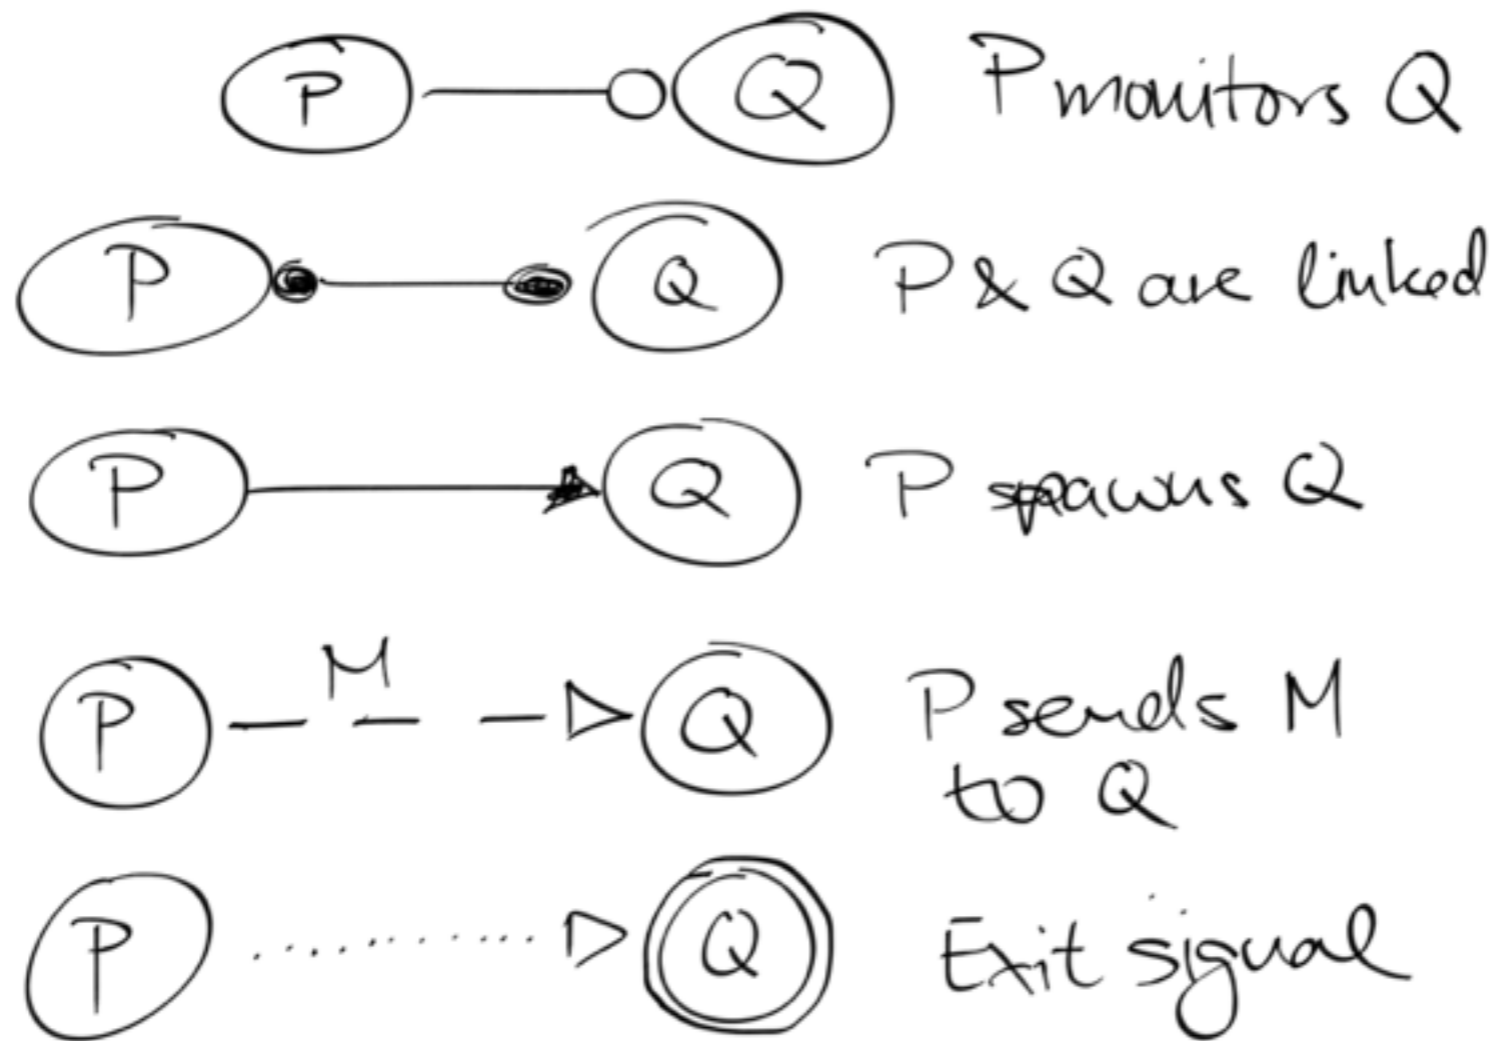 P Q P monitors Q
P Q P & Q are linked
P Q P spawns Q
M
P Q P sends M
to Q
P Q Exit signal